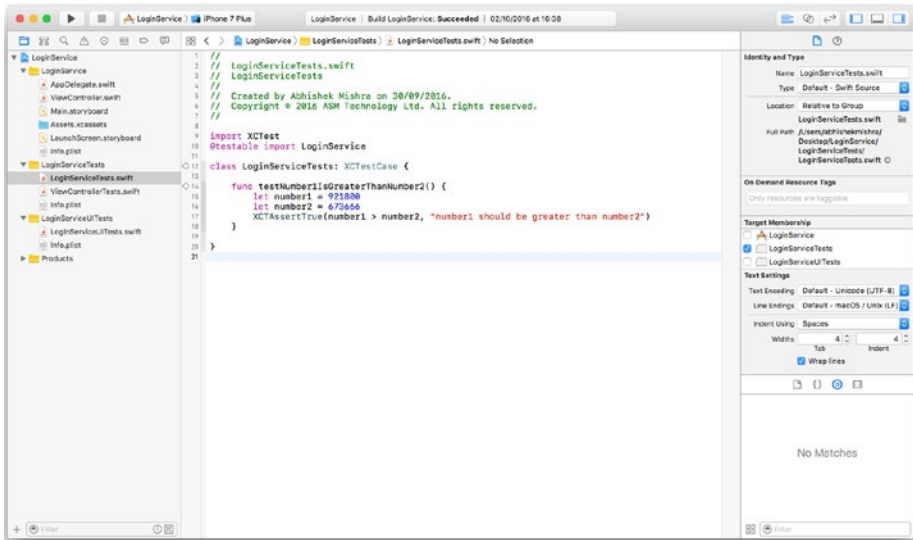 LoginService
iPhone 7 Plus
LoginService | Build LoginService: Succeeded | 02/10/2016 at 16:38
LoginService
LoginServiceTests
LoginServiceTests.swift
No Selection
LoginService
LoginService
AppDelegate.swift
ViewController.swift
Main.storyboard
Assets.xcassets
LaunchScreen.storyboard
Info.plist
LoginServiceTests
LoginServiceTests.swift
ViewControllerTests.swift
Info.plist
LoginServiceUITests
LoginServiceUITests.swift
Info.plist
Products
Filter
1 //
2 // LoginServiceTests.swift
3 // LoginServiceTests
4 //
5 // Created by Abhishek Mishra on 30/09/2016.
6 // Copyright © 2016 ASM Technology Ltd. All rights reserved.
7 //
8
9 import XCTest
10 @testable import LoginService
11
12 class LoginServiceTests: XCTestCase {
13
14 func testNumber1IsGreaterThanNumber2() {
15 let number1 = 921800
16 let number2 = 673656
17 XCTAssertTrue(number1 > number2, "number1 should be greater than number2")
18 }
19
20 }
21
Identity and Type
Name LoginServiceTests.swift
Type Default - Swift Source
Location Relative to Group
LoginServiceTests.swift
Full Path /Users/abhishekmishra/
Desktop/LoginService/
LoginServiceTests/
LoginServiceTests.swift
On Demand Resource Tags
Only resources are taggable
Target Membership
LoginService
LoginServiceTests
LoginServiceUITests
Text Settings
Text Encoding Default - Unicode (UTF-8)
Line Endings Default - macOS / Unix (LF)
Indent Using Spaces
Widths 4 4
Tab Indent
Wrap lines
No Matches
Filter